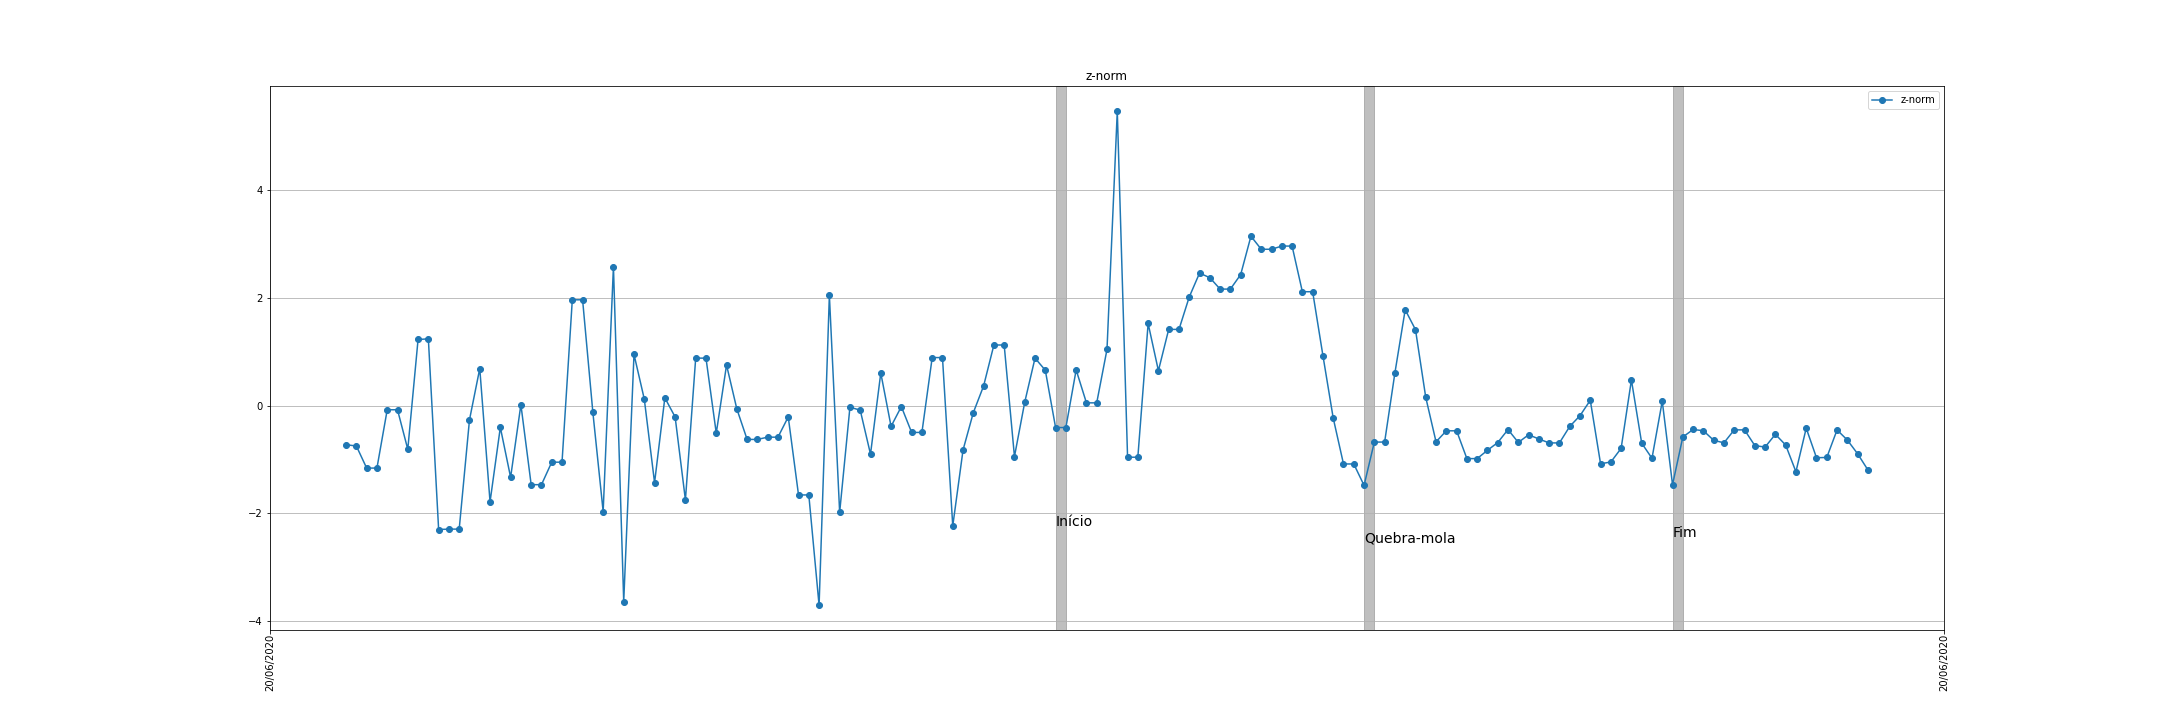 z-norm
z-norm
4
2
0
−2
−4
Início
Quebra-mola
Fim
20/06/2020
20/06/2020